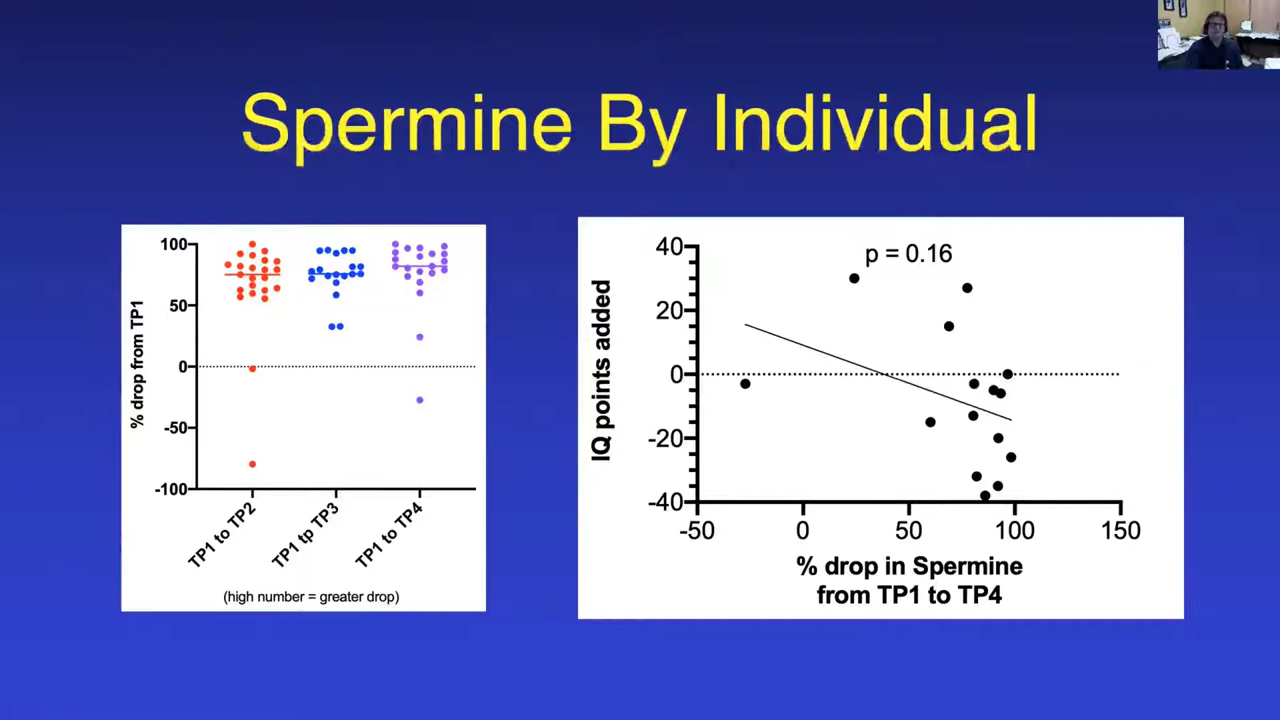 Spermine By Individual
% drop from TP1
100
50
0
-50
-100
TP1 to TP2
TP1 tp TP3
TP1 to TP4
(high number = greater drop)
IQ points added
40
20
0
-20
-40
p = 0.16
-50 0 50 100 150
% drop in Spermine
from TP1 to TP4